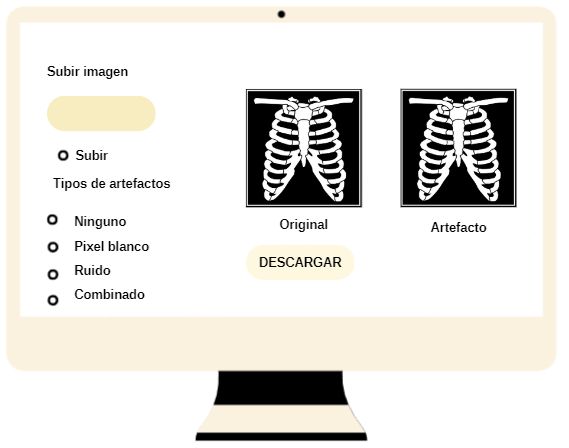 Subir imagen
Subir
Tipos de artefactos
Ninguno
Pixel blanco
Ruido
Combinado
Original
Artefacto
DESCARGAR